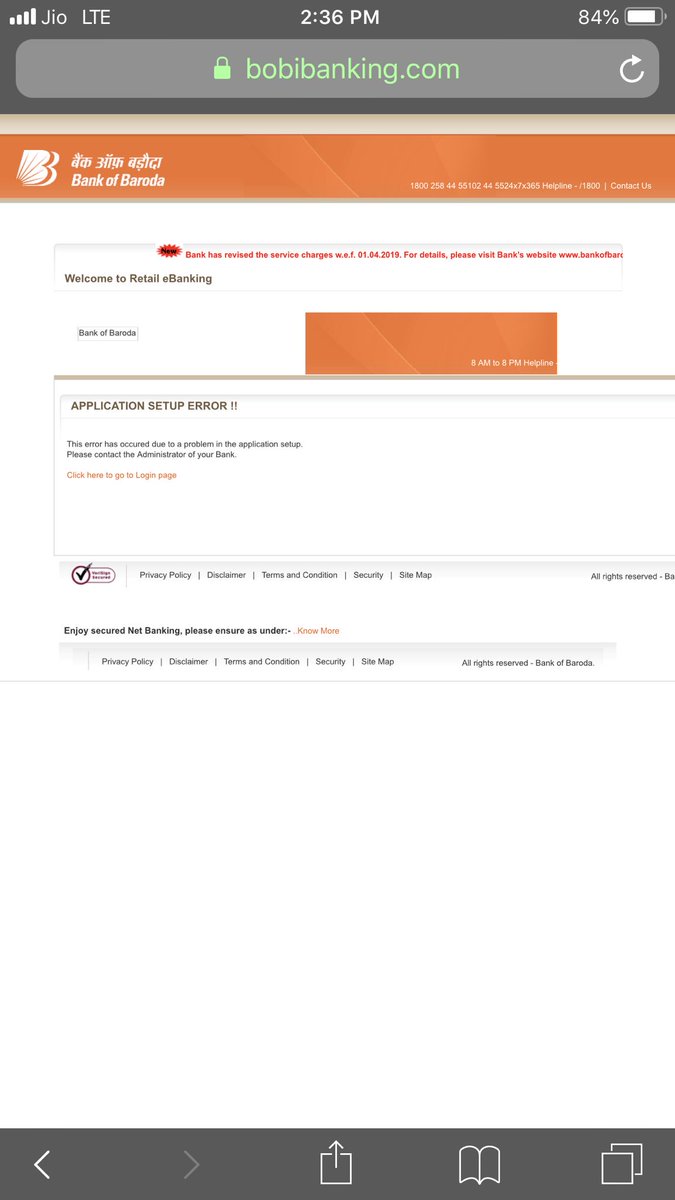 Jio LTE 2:36 PM 84%
bobibanking.com
बैंक ऑफ़ बड़ौदा
Bank of Baroda
1800 258 44 55102 44 5524x7x365 Helpline - /1800 | Contact Us
New Bank has revised the service charges w.e.f. 01.04.2019. For details, please visit Bank's website www.bankofbaro
Welcome to Retail eBanking
Bank of Baroda
8 AM to 8 PM Helpline -
APPLICATION SETUP ERROR !!
This error has occured due to a problem in the application setup.
Please contact the Administrator of your Bank.
Click here to go to Login page
VeriSign
Secured
Privacy Policy | Disclaimer | Terms and Condition | Security | Site Map All rights reserved - Ba
Enjoy secured Net Banking, please ensure as under:- ..Know More
Privacy Policy | Disclaimer | Terms and Condition | Security | Site Map All rights reserved - Bank of Baroda.